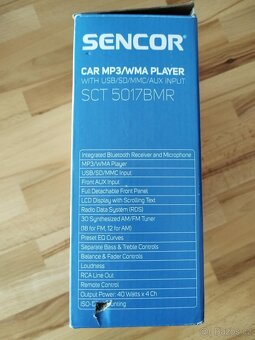 SENCOR®
CAR MP3/WMA PLAYER
WITH USB/SD/MMC/AUX INPUT
SCT 5017BMR
Integrated Bluetooth Receiver and Microphone
MP3/WMA Player
USB/SD/MMC Input
Front AUX Input
Full Detachable Front Panel
LCD Display with Scrolling Text
Radio Data System (RDS)
30 Synthesized AM/FM Tuner
(18 for FM, 12 for AM)
Preset EQ Curves
Separate Bass & Treble Controls
Balance & Fader Controls
Loudness
RCA Line Out
Remote Control
Output Power: 40 Watts x 4 Ch